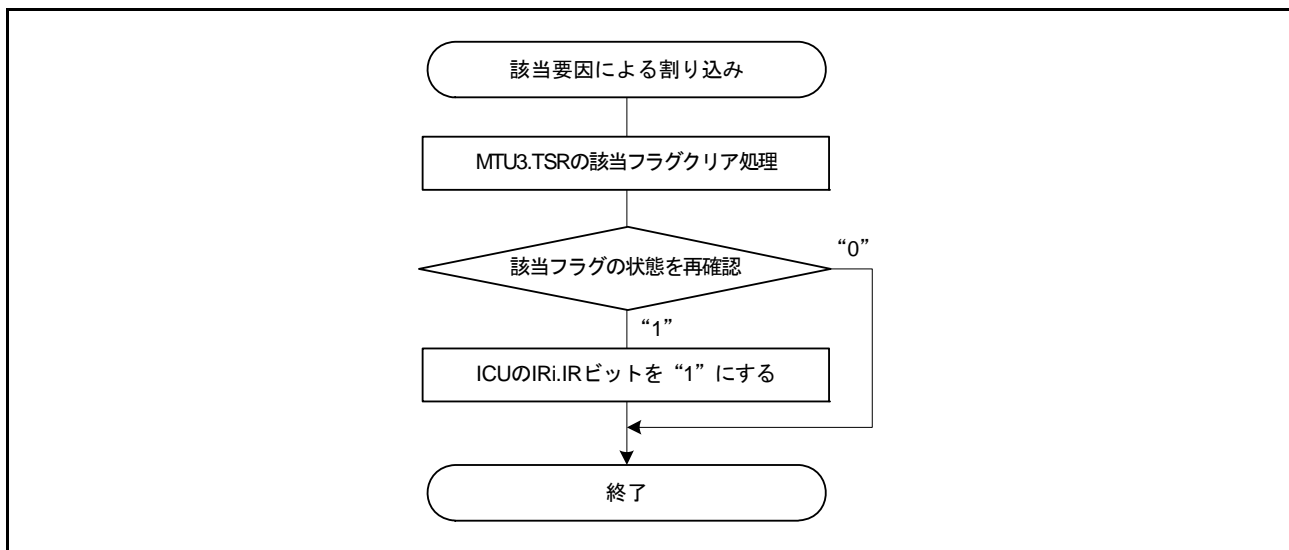 該当要因による割り込み
MTU3.TSRの該当フラグクリア処理
“0”
該当フラグの状態を再確認
“1”
ICUのIRi.IRビットを“1”にする
終了